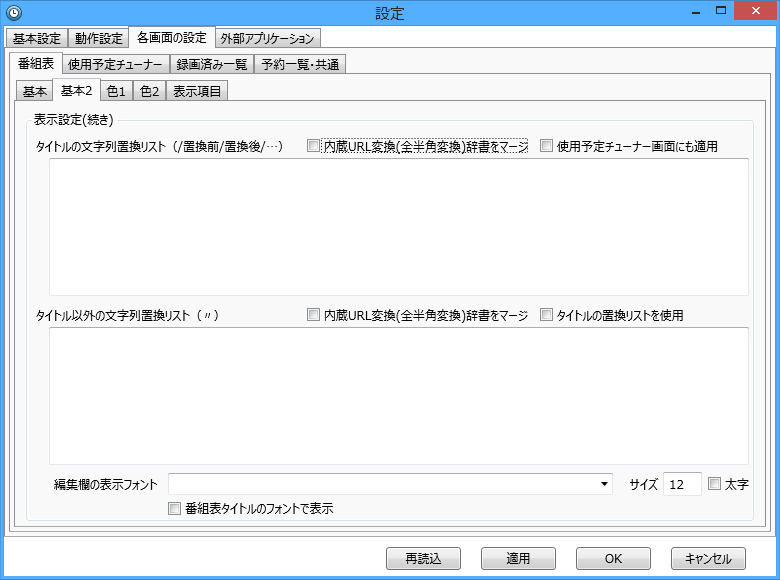 設定
基本設定 動作設定 各画面の設定 外部アプリケーション
番組表 使用予定チューナー 録画済み一覧 予約一覧・共通
基本 基本2 色1 色2 表示項目
表示設定(続き)
タイトルの文字列置換リスト（/置換前/置換後/…） 内蔵URL変換(全半角変換)辞書をマージ 使用予定チューナー画面にも適用
タイトル以外の文字列置換リスト（〃） 内蔵URL変換(全半角変換)辞書をマージ タイトルの置換リストを使用
編集欄の表示フォント サイズ 12 太字
番組表タイトルのフォントで表示
再読込 適用 OK キャンセル